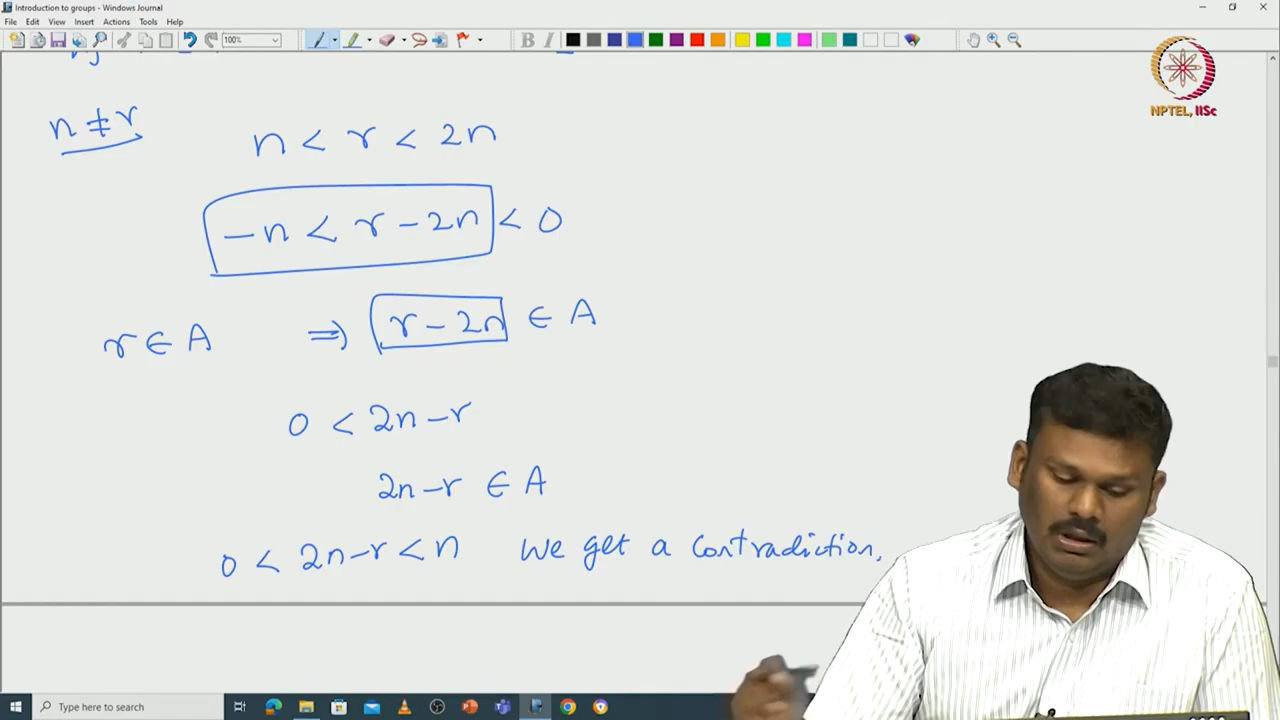 Introduction to groups - Windows Journal
File Edit View Insert Actions Tools Help
100%
NPTEL, IISc
n ≠ r
n < r < 2n
-n < r - 2n < 0
r ∈ A ⇒ r - 2n ∈ A
0 < 2n - r
2n - r ∈ A
0 < 2n - r < n We get a contradiction,
Type here to search